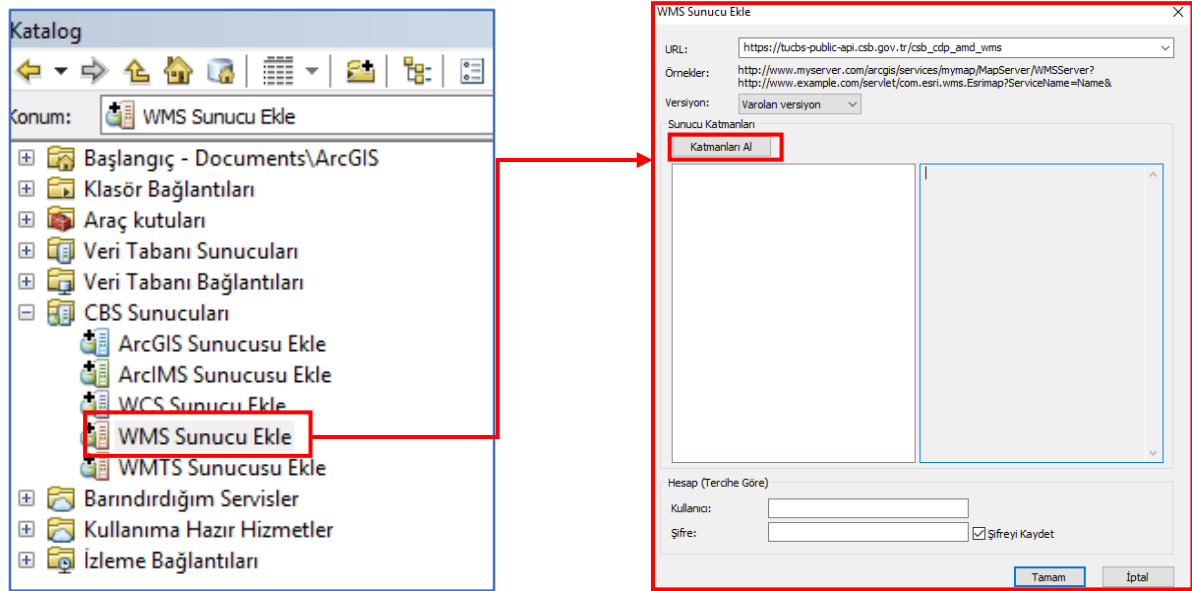 Katalog
Konum:
WMS Sunucu Ekle
Başlangıç - Documents\ArcGIS
Klasör Bağlantıları
Araç kutuları
Veri Tabanı Sunucuları
Veri Tabanı Bağlantıları
CBS Sunucuları
ArcGIS Sunucusu Ekle
ArcIMS Sunucusu Ekle
WCS Sunucu Ekle
WMS Sunucu Ekle
WMTS Sunucusu Ekle
Barındırdığım Servisler
Kullanıma Hazır Hizmetler
İzleme Bağlantıları
WMS Sunucu Ekle
URL: https://tucbs-public-api.csb.gov.tr/csb_cdp_amd_wms
Örnekler: http://www.myserver.com/arcgis/services/mymap/MapServer/WMSServer?
http://www.example.com/servlet/com.esri.wms.Esrimap?ServiceName=Name&
Versiyon: Varolan versiyon
Sunucu Katmanları
Katmanları Al
Hesap (Tercihe Göre)
Kullanıcı:
Şifre:
Şifreyi Kaydet
Tamam
İptal